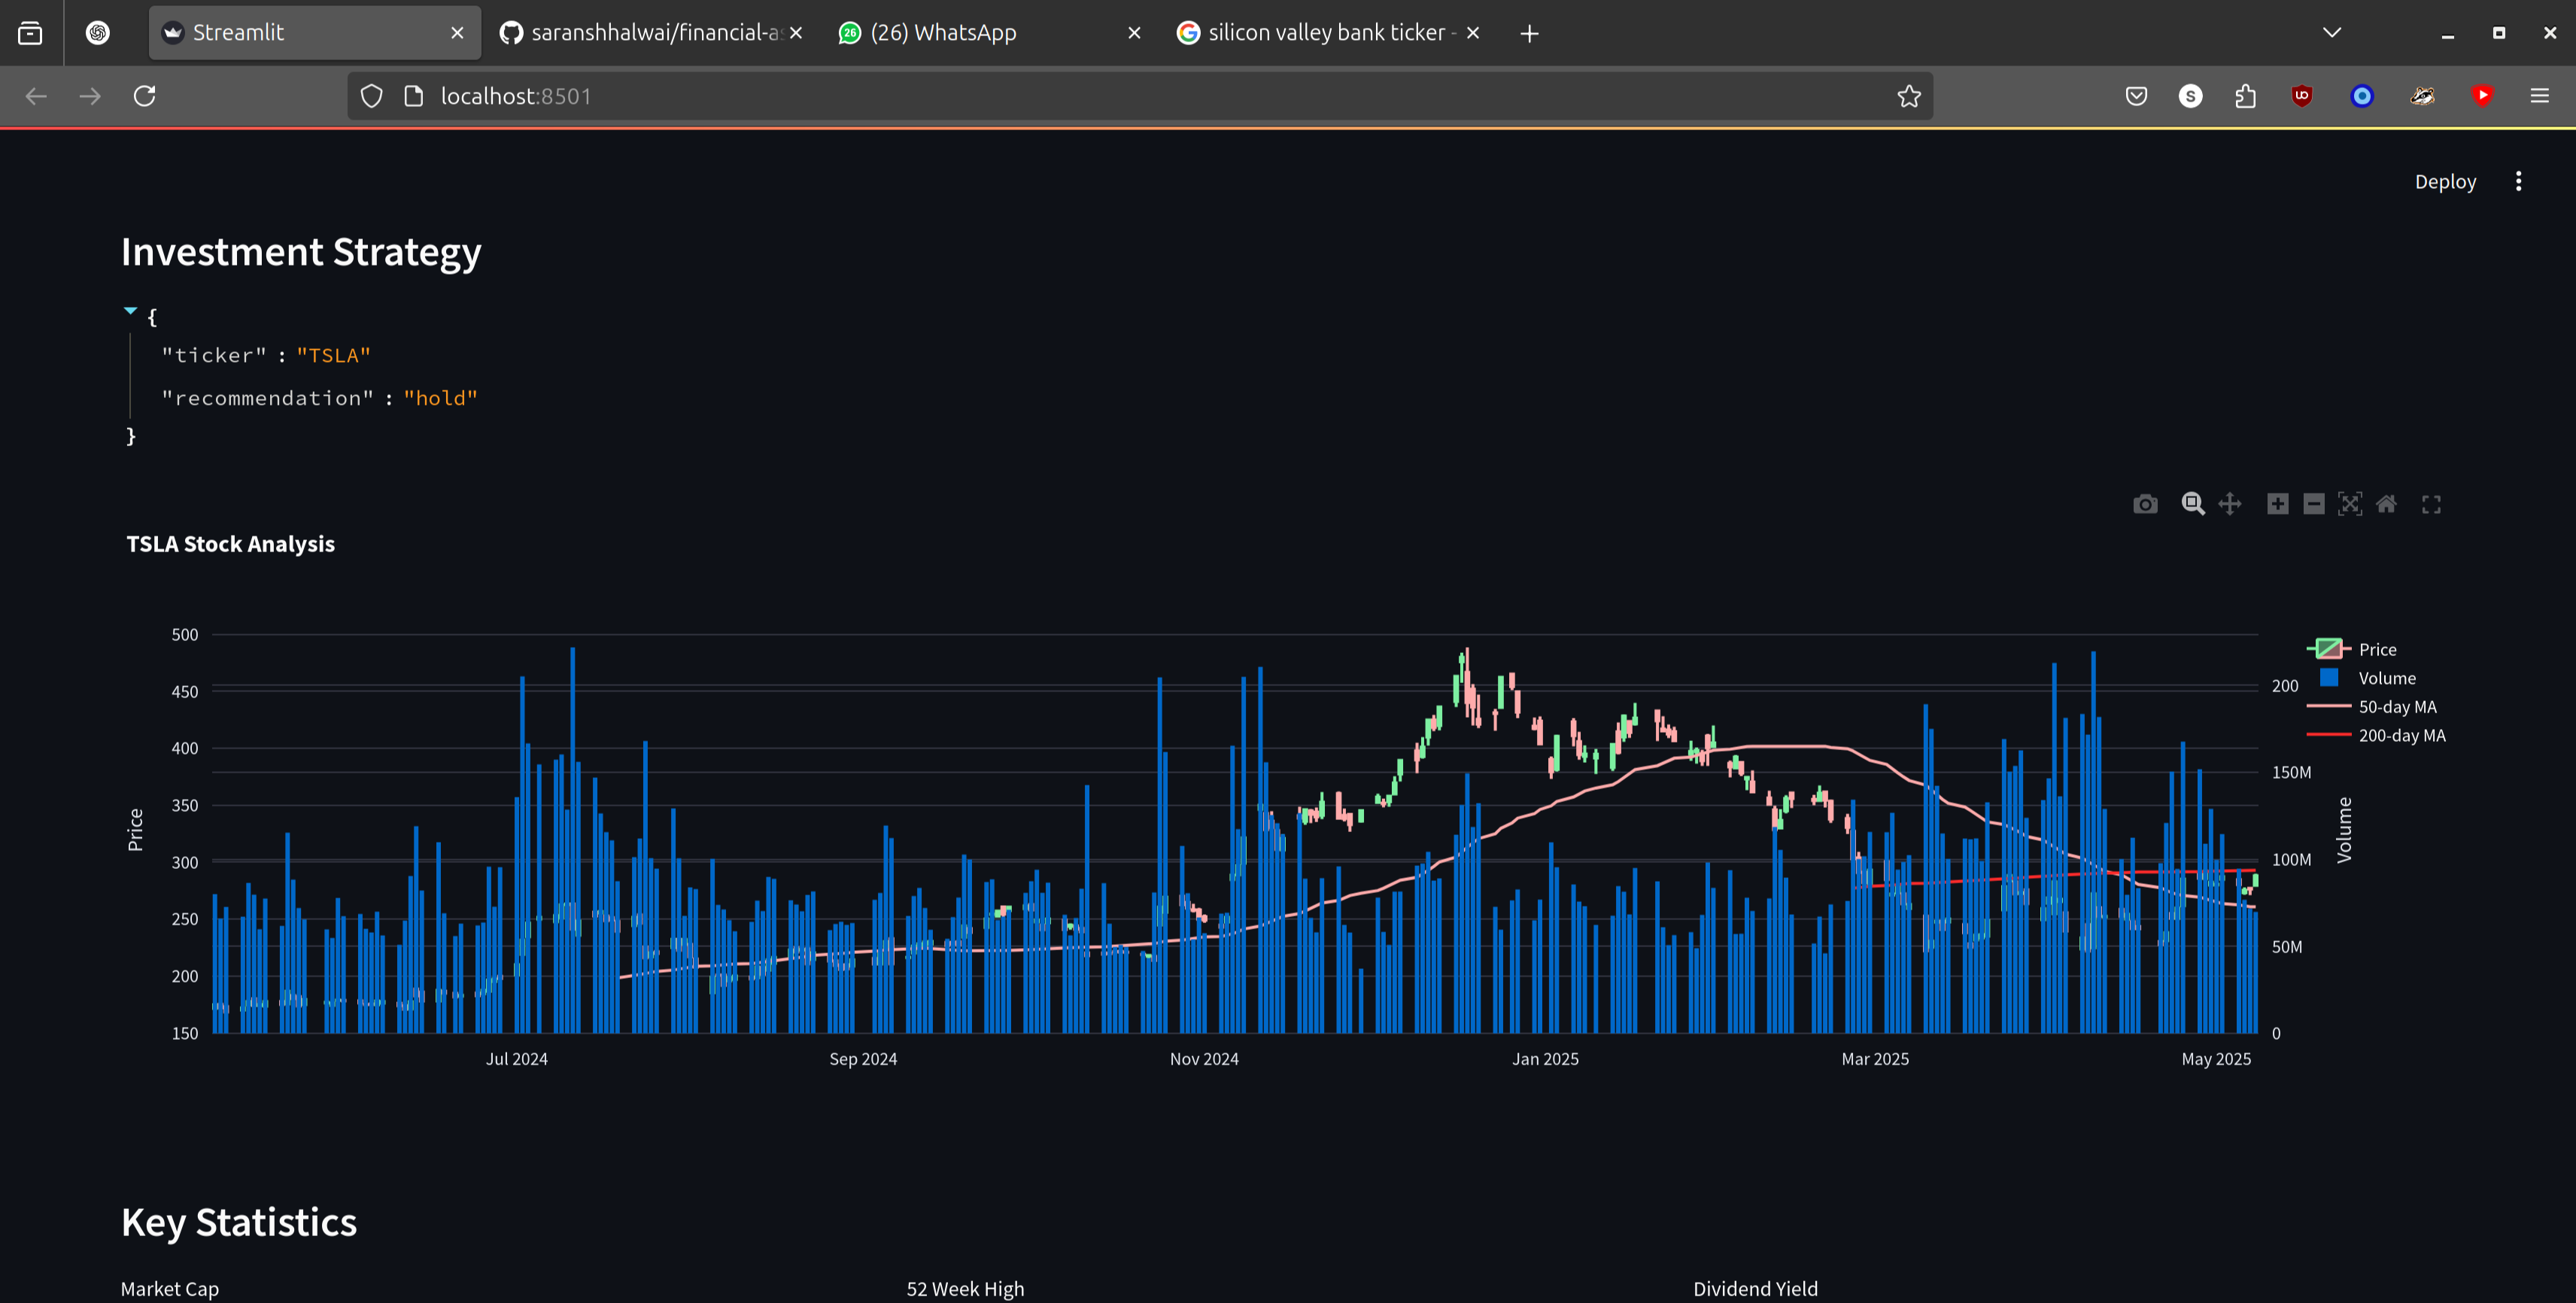 Streamlit
saranshhalwai/financial-as
(26) WhatsApp
silicon valley bank ticker -
localhost:8501
Deploy
Investment Strategy
{
"ticker" : "TSLA"
"recommendation" : "hold"
}
TSLA Stock Analysis
500
450
400
350
300
250
200
150
Price
Jul 2024
Sep 2024
Nov 2024
Jan 2025
Mar 2025
May 2025
200
150M
100M
50M
0
Volume
Price
Volume
50-day MA
200-day MA
Key Statistics
Market Cap
52 Week High
Dividend Yield